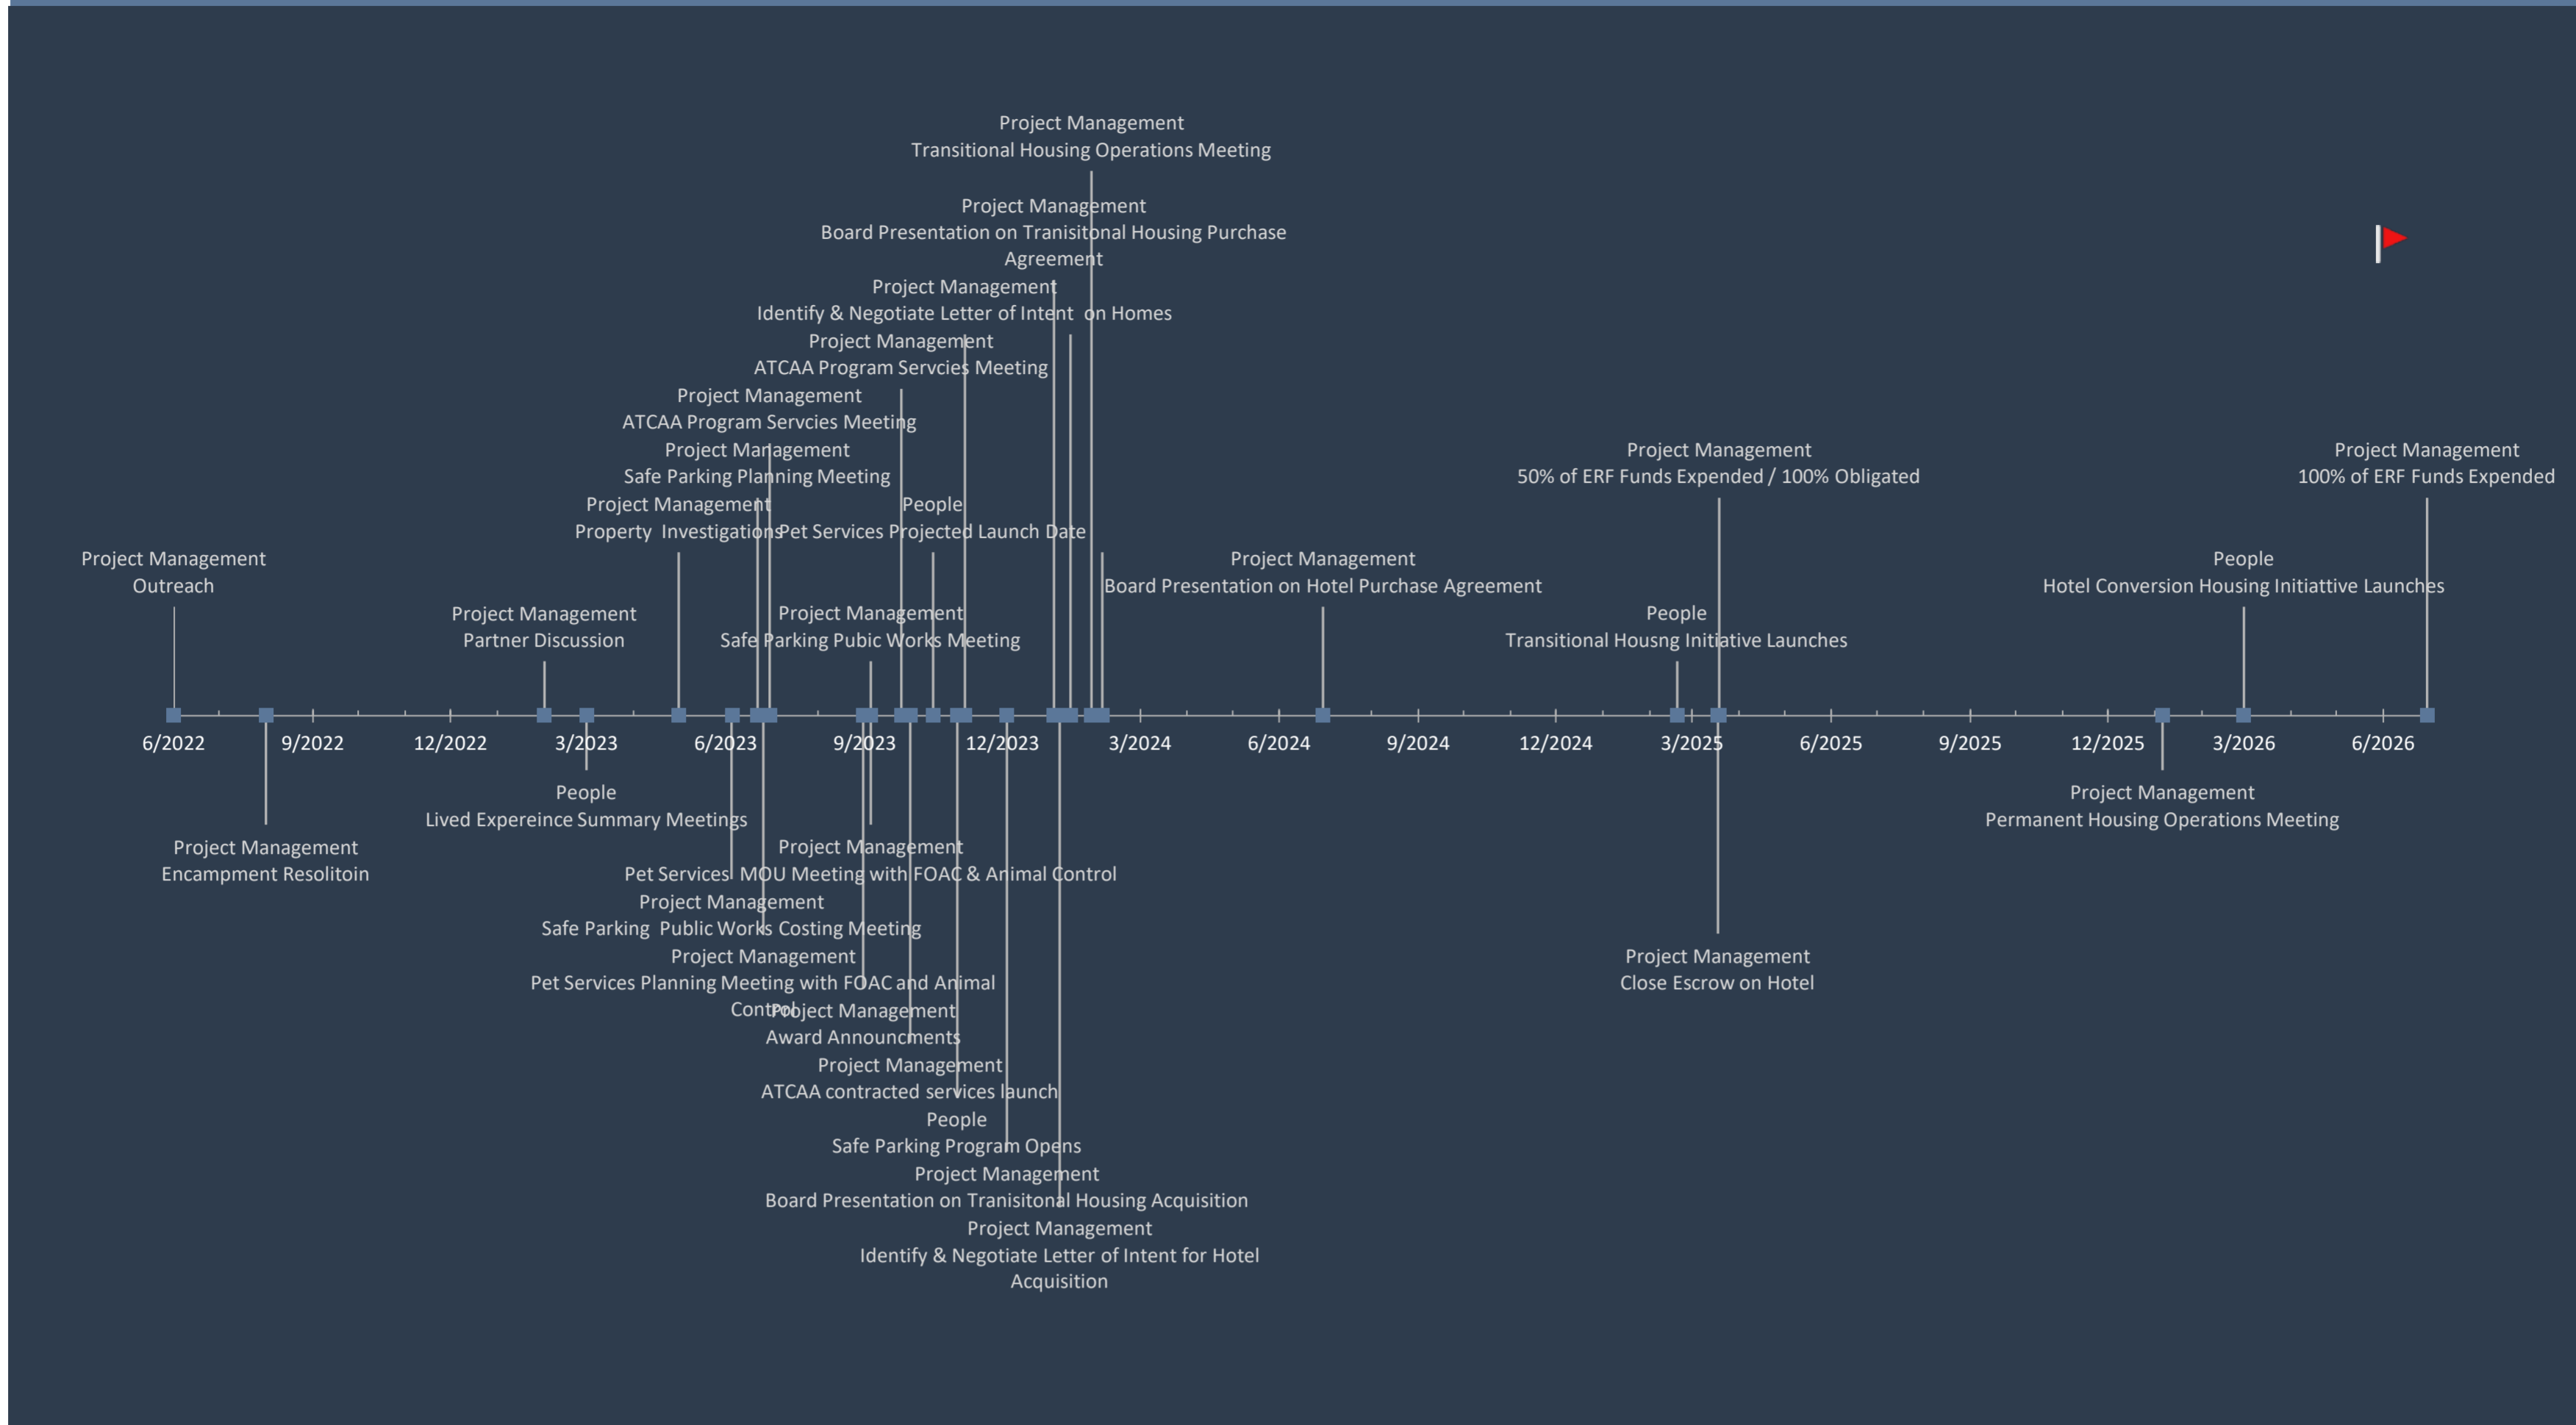 Project Management
Transitional Housing Operations Meeting
Project Management
Board Presentation on Tranisitonal Housing Purchase
Agreement
Project Management
Identify & Negotiate Letter of Intent  on Homes
Project Management
ATCAA Program Servcies Meeting
Project Management
ATCAA Program Servcies Meeting
Project Management
Safe Parking Planning Meeting
Project Management
50% of ERF Funds Expended / 100% Obligated
Project Management
100% of ERF Funds Expended
Project Management
Property  Investigations
People
Pet Services Projected Launch Date
Project Management
Outreach
Project Management
Board Presentation on Hotel Purchase Agreement
People
Hotel Conversion Housing Initiattive Launches
Project Management
Partner Discussion
Project Management
Safe Parking Pubic Works Meeting
People
Transitional Housng Initiative Launches
6/2022 9/2022 12/2022 3/2023 6/2023 9/2023 12/2023 3/2024 6/2024 9/2024 12/2024 3/2025 6/2025 9/2025 12/2025 3/2026 6/2026
People
Lived Expereince Summary Meetings
Project Management
Permanent Housing Operations Meeting
Project Management
Encampment Resolitoin
Project Management
Pet Services  MOU Meeting with FOAC & Animal Control
Project Management
Safe Parking  Public Works Costing Meeting
Project Management
Pet Services Planning Meeting with FOAC and Animal
Control
Project Management
Close Escrow on Hotel
Project Management
Award Announcments
Project Management
ATCAA contracted services launch
People
Safe Parking Program Opens
Project Management
Board Presentation on Tranisitonal Housing Acquisition
Project Management
Identify & Negotiate Letter of Intent for Hotel
Acquisition